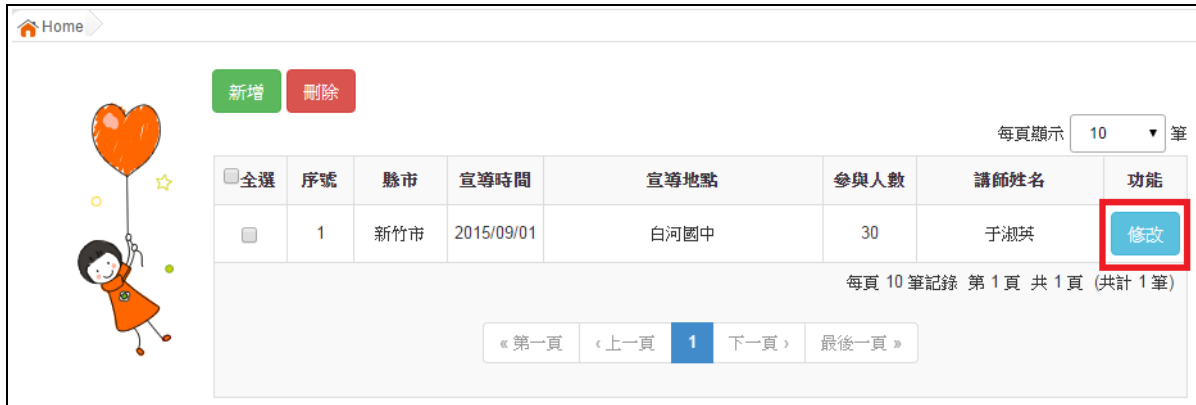 Home
新增 刪除
每頁顯示 10 筆
全選 序號 縣市 宣導時間 宣導地點 參與人數 講師姓名 功能
1 新竹市 2015/09/01 白河國中 30 于淑英 修改
每頁 10 筆記錄 第 1 頁 共 1 頁 (共計 1 筆)
«第一頁 ‹上一頁 1 下一頁› 最後一頁»